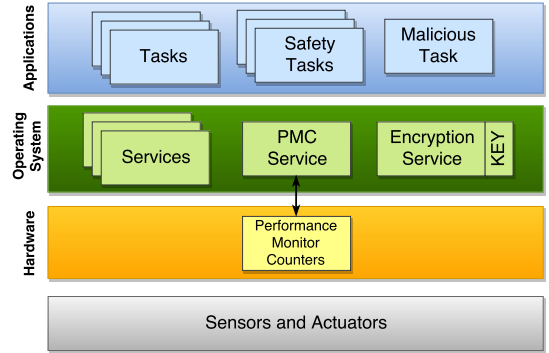 Applications
Tasks
Safety
Tasks
Malicious
Task
Operating
System
Services
PMC
Service
Encryption
Service
KEY
Hardware
Performance
Monitor
Counters
Sensors and Actuators